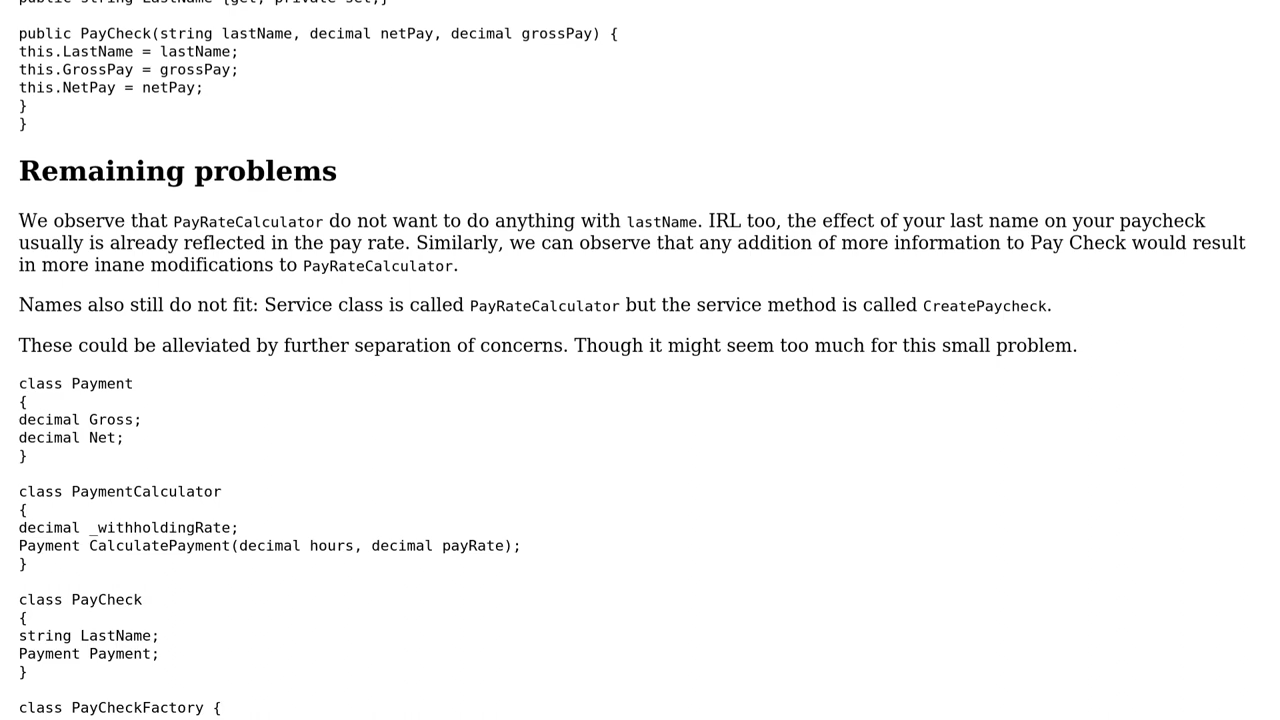 public string LastName {get; private set;}
public PayCheck(string lastName, decimal netPay, decimal grossPay) {
this.LastName = lastName;
this.GrossPay = grossPay;
this.NetPay = netPay;
}
}
Remaining problems
We observe that PayRateCalculator do not want to do anything with lastName. IRL too, the effect of your last name on your paycheck
usually is already reflected in the pay rate. Similarly, we can observe that any addition of more information to Pay Check would result
in more inane modifications to PayRateCalculator.
Names also still do not fit: Service class is called PayRateCalculator but the service method is called CreatePaycheck.
These could be alleviated by further separation of concerns. Though it might seem too much for this small problem.
class Payment
{
decimal Gross;
decimal Net;
}
class PaymentCalculator
{
decimal _withholdingRate;
Payment CalculatePayment(decimal hours, decimal payRate);
}
class PayCheck
{
string LastName;
Payment Payment;
}
class PayCheckFactory {